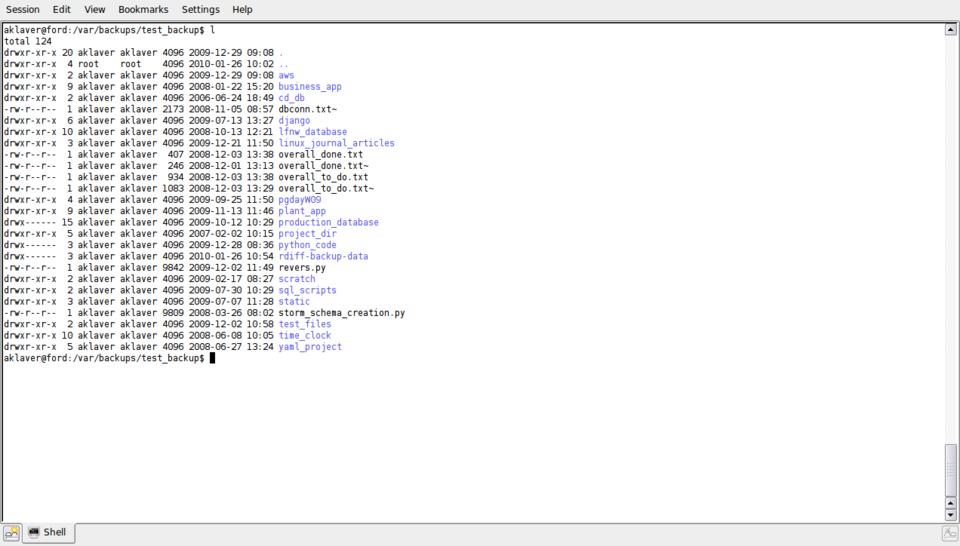 Session Edit View Bookmarks Settings Help
aklaver@ford:/var/backups/test_backup$ l
total 124
drwxr-xr-x 20 aklaver aklaver 4096 2009-12-29 09:08 .
drwxr-xr-x  4 root    root    4096 2010-01-26 10:02 ..
drwxr-xr-x  2 aklaver aklaver 4096 2009-12-29 09:08 aws
drwxr-xr-x  9 aklaver aklaver 4096 2008-01-22 15:20 business_app
drwxr-xr-x  2 aklaver aklaver 4096 2006-06-24 18:49 cd_db
-rw-r--r--  1 aklaver aklaver 2173 2008-11-05 08:57 dbconn.txt~
drwxr-xr-x  6 aklaver aklaver 4096 2009-07-13 13:27 django
drwxr-xr-x 10 aklaver aklaver 4096 2008-10-13 12:21 lfnw_database
drwxr-xr-x  3 aklaver aklaver 4096 2009-12-21 11:50 linux_journal_articles
-rw-r--r--  1 aklaver aklaver  407 2008-12-03 13:38 overall_done.txt
-rw-r--r--  1 aklaver aklaver  246 2008-12-01 13:13 overall_done.txt~
-rw-r--r--  1 aklaver aklaver  934 2008-12-03 13:38 overall_to_do.txt
-rw-r--r--  1 aklaver aklaver 1083 2008-12-03 13:29 overall_to_do.txt~
drwxr-xr-x  4 aklaver aklaver 4096 2009-09-25 11:50 pgdayWO9
drwxr-xr-x  9 aklaver aklaver 4096 2009-11-13 11:46 plant_app
drwx------ 15 aklaver aklaver 4096 2009-10-12 10:29 production_database
drwxr-xr-x  5 aklaver aklaver 4096 2007-02-02 10:15 project_dir
drwx------  3 aklaver aklaver 4096 2009-12-28 08:36 python_code
drwx------  3 aklaver aklaver 4096 2010-01-26 10:54 rdiff-backup-data
-rw-r--r--  1 aklaver aklaver 9842 2009-12-02 11:49 revers.py
drwxr-xr-x  2 aklaver aklaver 4096 2009-02-17 08:27 scratch
drwxr-xr-x  2 aklaver aklaver 4096 2009-07-30 10:29 sql_scripts
drwxr-xr-x  3 aklaver aklaver 4096 2009-07-07 11:28 static
-rw-r--r--  1 aklaver aklaver 9809 2008-03-26 08:02 storm_schema_creation.py
drwxr-xr-x  2 aklaver aklaver 4096 2009-12-02 10:58 test_files
drwxr-xr-x 10 aklaver aklaver 4096 2008-06-08 10:05 time_clock
drwxr-xr-x  5 aklaver aklaver 4096 2008-06-27 13:24 yaml_project
aklaver@ford:/var/backups/test_backup$
Shell